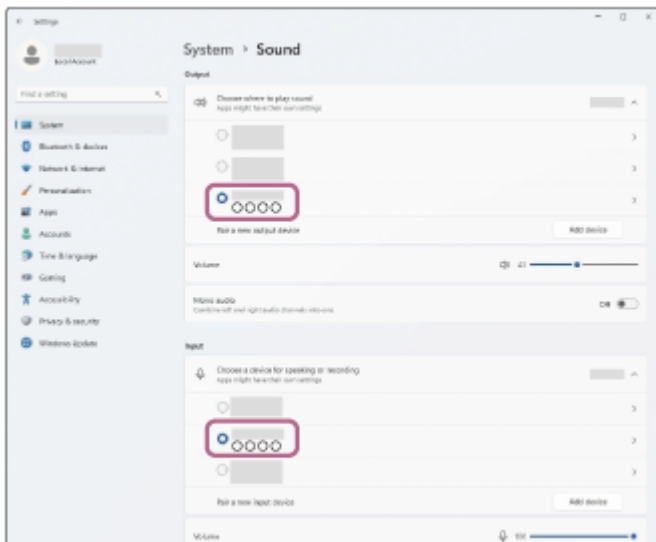 Settings
Local Account
System > Sound
Output
Find a setting
Choose where to play sound
Apps might have their own settings
System
Bluetooth & devices
Network & internet
Personalization
Apps
Accounts
Time & language
Gaming
Accessibility
Privacy & security
Windows Update
○○○○
Pair a new output device
Add device
Volume
Mono audio
Combine left and right audio channels into one
Off
Input
Choose a device for speaking or recording
Apps might have their own settings
○○○○
Pair a new input device
Add device
Volume
100